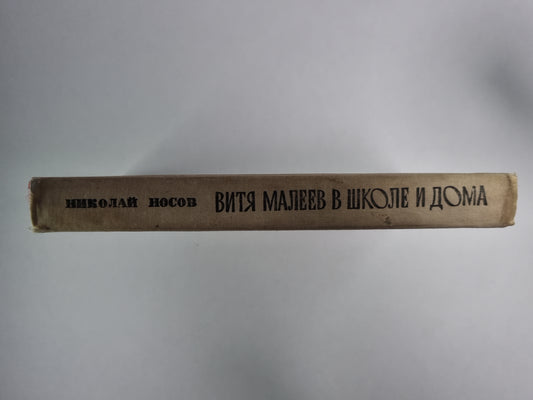 НИКОЛАЙ НОСОВ ВИТЯ МАЛЕЕВ В ШКОЛЕ И ДОМА